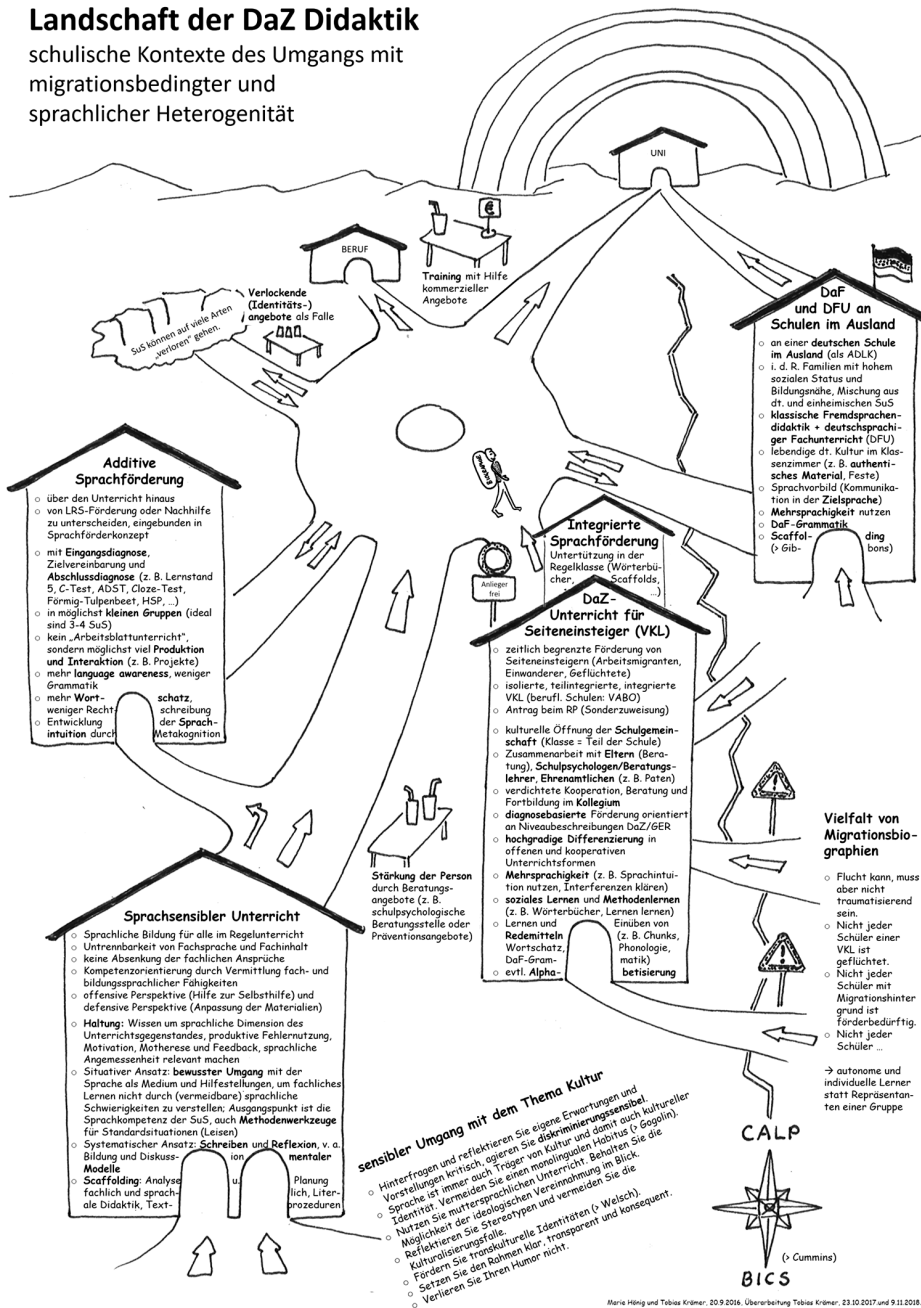 Landschaft der DaZ Didaktik
schulische Kontexte des Umgangs mit
migrationsbedingter und
sprachlicher Heterogenität
UNI
BERUF
€
Training mit Hilfe
kommerzieller
Angebote
Verlockende
(Identitäts-)
angebote als Falle
SuS können auf viele Arten
„verloren“ gehen.
DaF
und DFU an
Schulen im Ausland
○ an einer deutschen Schule
im Ausland (als ADLK)
○ i. d. R. Familien mit hohem
sozialen Status und
Bildungsnähe, Mischung aus
dt. und einheimischen SuS
○ klassische Fremdsprachen-
didaktik + deutschsprachi-
ger Fachunterricht (DFU)
○ lebendige dt. Kultur im Klas-
senzimmer (z. B. authenti-
sches Material, Feste)
○ Sprachvorbild (Kommunika-
tion in der Zielsprache)
○ Mehrsprachigkeit nutzen
○ DaF-Grammatik
○ Scaffol- ding
(> Gib- bons)
Additive
Sprachförderung
○ über den Unterricht hinaus
○ von LRS-Förderung oder Nachhilfe
zu unterscheiden, eingebunden in
Sprachförderkonzept
○ mit Eingangsdiagnose,
Zielvereinbarung und
Abschlussdiagnose (z. B. Lernstand
5, C-Test, ADST, Cloze-Test,
Förmig-Tulpenbeet, HSP, …)
○ in möglichst kleinen Gruppen (ideal
sind 3-4 SuS)
○ kein „Arbeitsblattunterricht“,
sondern möglichst viel Produktion
und Interaktion (z. B. Projekte)
○ mehr language awareness, weniger
Grammatik
○ mehr Wort- schatz,
weniger Recht- schreibung
○ Entwicklung der Sprach-
intuition durch Metakognition
Integrierte
Sprachförderung
Untertützung in der
Regelklasse (Wörterbü-
cher, Scaffolds,
…)
Anlieger
frei
DaZ-
Unterricht für
Seiteneinsteiger (VKL)
○ zeitlich begrenzte Förderung von
Seiteneinsteigern (Arbeitsmigranten,
Einwanderer, Geflüchtete)
○ isolierte, teilintegrierte, integrierte
VKL (berufl. Schulen: VABO)
○ Antrag beim RP (Sonderzuweisung)
○ kulturelle Öffnung der Schulgemein-
schaft (Klasse = Teil der Schule)
○ Zusammenarbeit mit Eltern (Bera-
tung), Schulpsychologen/Beratungs-
lehrer, Ehrenamtlichen (z. B. Paten)
○ verdichtete Kooperation, Beratung und
Fortbildung im Kollegium
○ diagnosebasierte Förderung orientiert
an Niveaubeschreibungen DaZ/GER
○ hochgradige Differenzierung in
offenen und kooperativen
Unterrichtsformen
○ Mehrsprachigkeit (z. B. Sprachintui-
tion nutzen, Interferenzen klären)
○ soziales Lernen und Methodenlernen
(z. B. Wörterbücher, Lernen lernen)
○ Lernen und Einüben von
Redemitteln (z. B. Chunks,
Wortschatz, Phonologie,
DaF-Gram- matik)
○ evtl. Alpha- betisierung
Vielfalt von
Migrationsbio-
graphien
○ Flucht kann, muss
aber nicht
traumatisierend
sein.
○ Nicht jeder
Schüler einer
VKL ist
geflüchtet.
○ Nicht jeder
Schüler mit
Migrationshinter
grund ist
förderbedürftig.
○ Nicht jeder
Schüler …
→ autonome und
individuelle Lerner
statt Repräsentan-
ten einer Gruppe
Stärkung der Person
durch Beratungs-
angebote (z. B.
schulpsychologische
Beratungsstelle oder
Präventionsangebote)
Sprachsensibler Unterricht
○ Sprachliche Bildung für alle im Regelunterricht
○ Untrennbarkeit von Fachsprache und Fachinhalt
○ keine Absenkung der fachlichen Ansprüche
○ Kompetenzorientierung durch Vermittlung fach- und
bildungssprachlicher Fähigkeiten
○ offensive Perspektive (Hilfe zur Selbsthilfe) und
defensive Perspektive (Anpassung der Materialien)
○ Haltung: Wissen um sprachliche Dimension des
Unterrichtsgegenstandes, produktive Fehlernutzung,
Motivation, Motherese und Feedback, sprachliche
Angemessenheit relevant machen
○ Situativer Ansatz: bewusster Umgang mit der
Sprache als Medium und Hilfestellungen, um fachliches
Lernen nicht durch (vermeidbare) sprachliche
Schwierigkeiten zu verstellen; Ausgangspunkt ist die
Sprachkompetenz der SuS, auch Methodenwerkzeuge
für Standardsituationen (Leisen)
○ Systematischer Ansatz: Schreiben und Reflexion, v. a.
Bildung und Diskuss- ion mentaler
Modelle
○ Scaffolding: Analyse u. Planung
fachlich und sprach- lich, Liter-
ale Didaktik, Text- prozeduren
sensibler Umgang mit dem Thema Kultur
○ Hinterfragen und reflektieren Sie eigene Erwartungen und
Vorstellungen kritisch, agieren Sie diskriminierungssensibel.
○ Sprache ist immer auch Träger von Kultur und damit auch kultureller
Identität. Vermeiden Sie einen monolingualen Habitus (> Gogolin).
○ Nutzen Sie muttersprachlichen Unterricht. Behalten Sie die
Möglichkeit der ideologischen Vereinnahmung im Blick.
○ Reflektieren Sie Stereotypen und vermeiden Sie die
Kulturalisierungsfalle.
○ Fördern Sie transkulturelle Identitäten (> Welsch).
○ Setzen Sie den Rahmen klar, transparent und konsequent.
○ Verlieren Sie Ihren Humor nicht.
CALP
(> Cummins)
BICS
Marie Hönig und Tobias Krämer, 20.9.2016, Überarbeitung Tobias Krämer, 23.10.2017.und 9.11.2018.